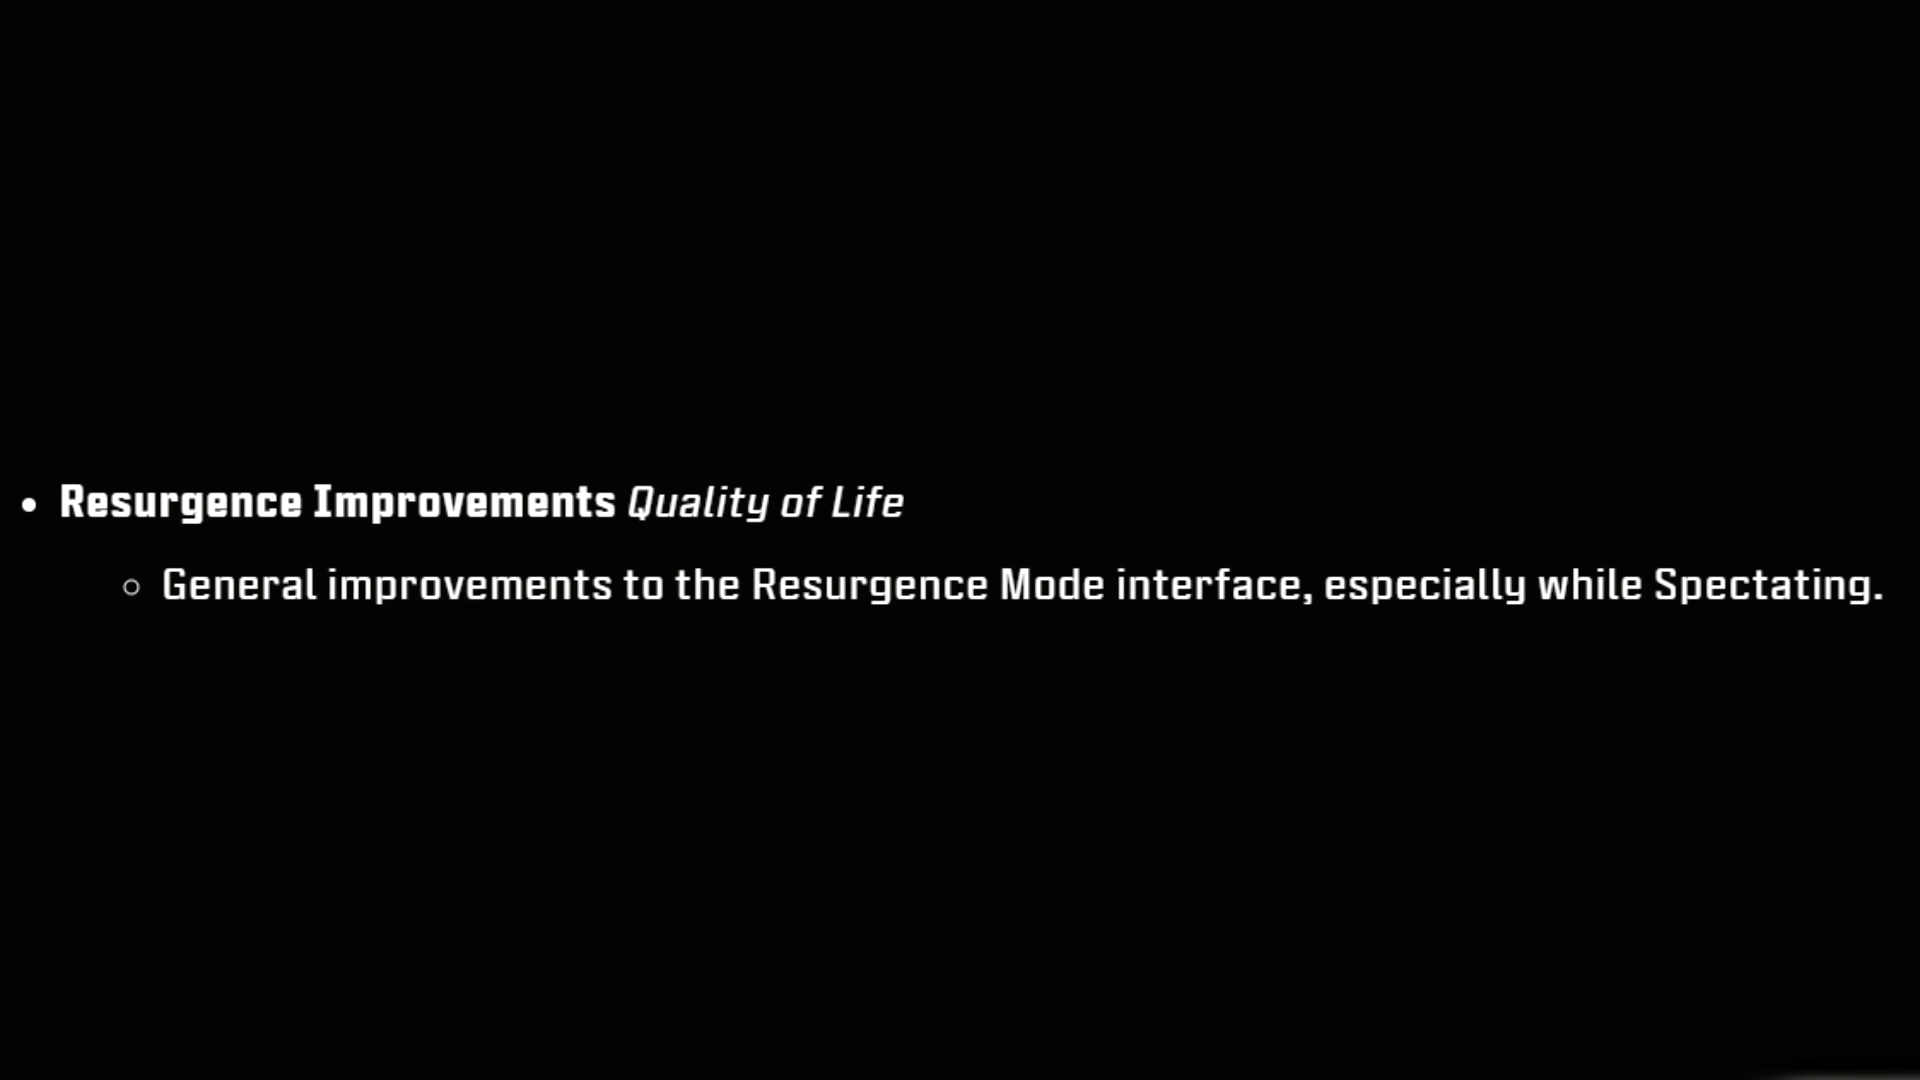 • Resurgence Improvements Quality of Life
○ General improvements to the Resurgence Mode interface, especially while Spectating.